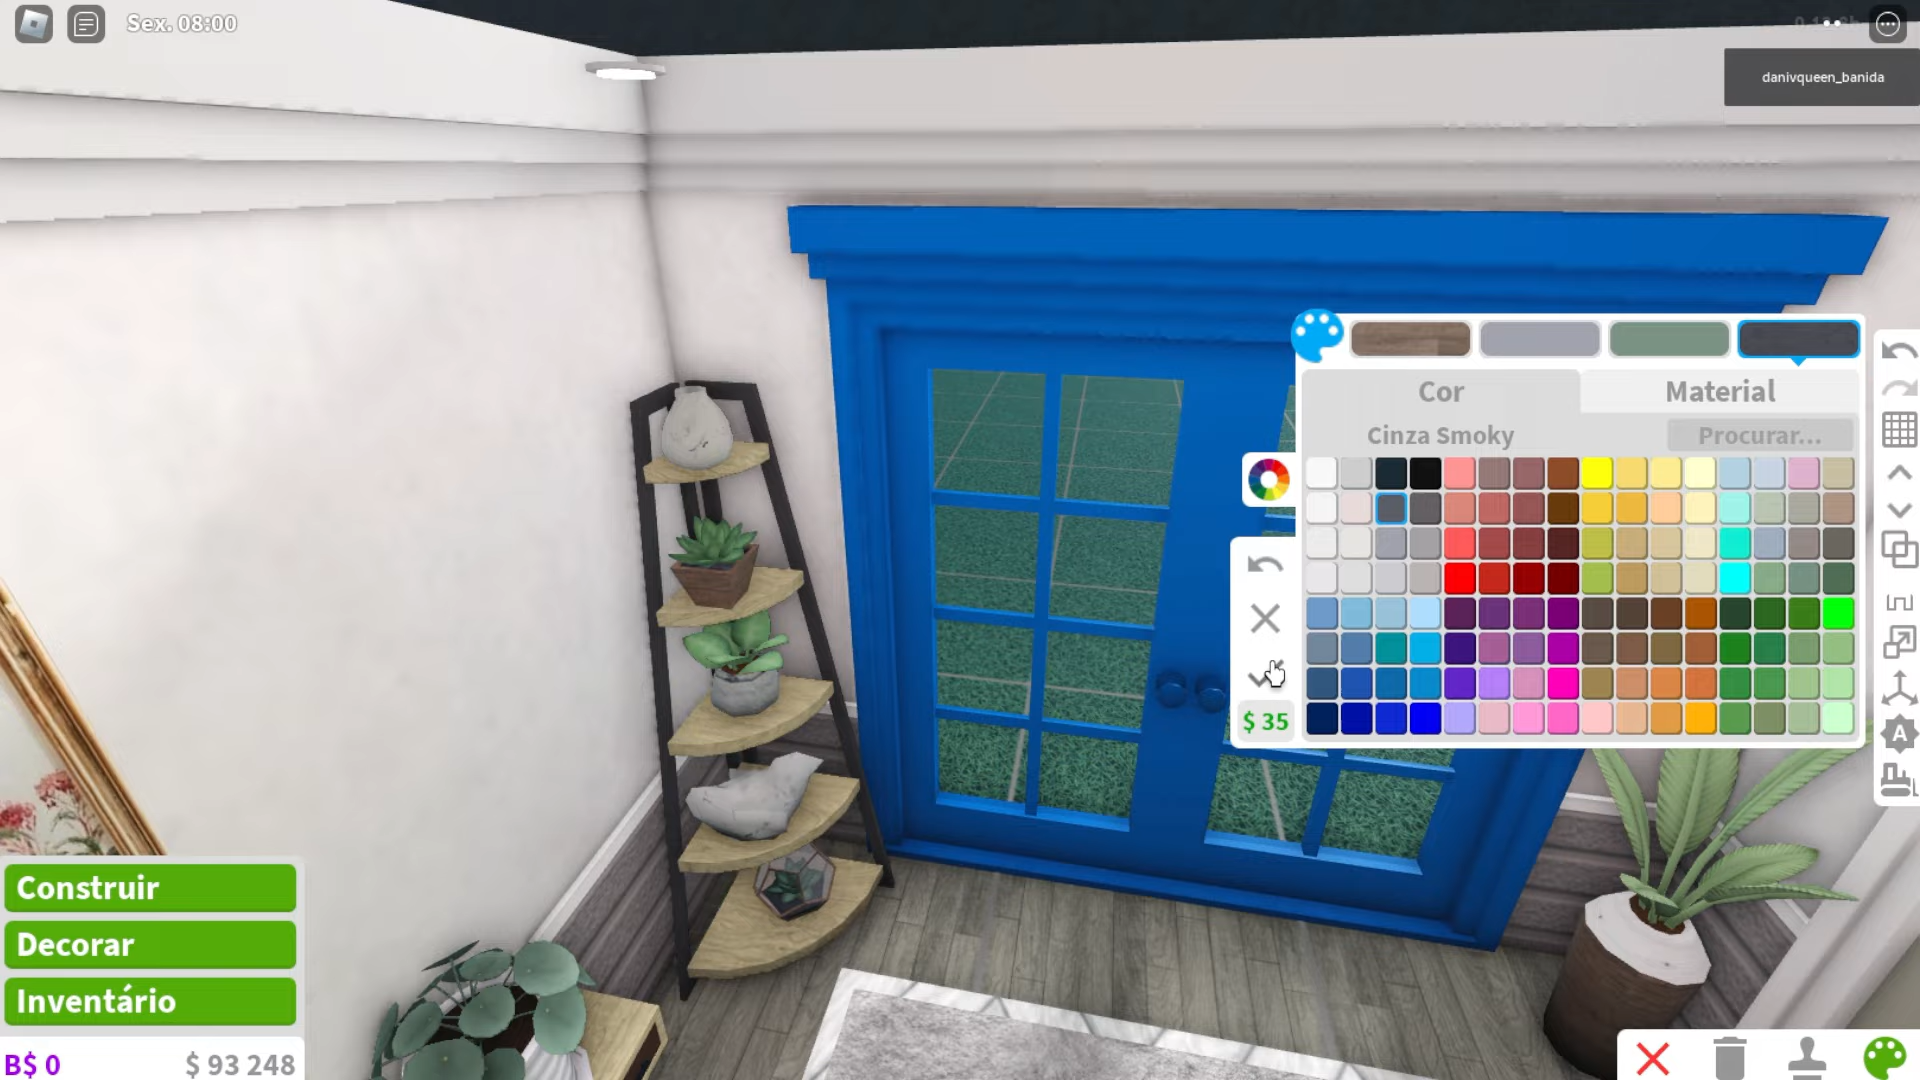 Sex. 08:00
danivqueen_banida
Cor
Material
Cinza Smoky
Procurar...
$ 35
A
Construir
Decorar
Inventário
B$ 0
$ 93 248